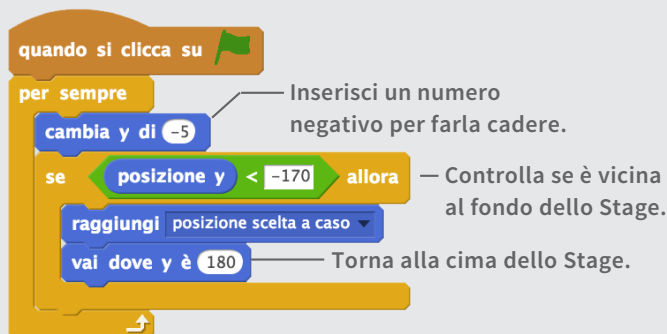 quando si clicca su
per sempre
cambia y di -5
Inserisci un numero
negativo per farla cadere.
se posizione y < -170 allora
Controlla se è vicina
al fondo dello Stage.
raggiungi posizione scelta a caso
vai dove y è 180
Torna alla cima dello Stage.